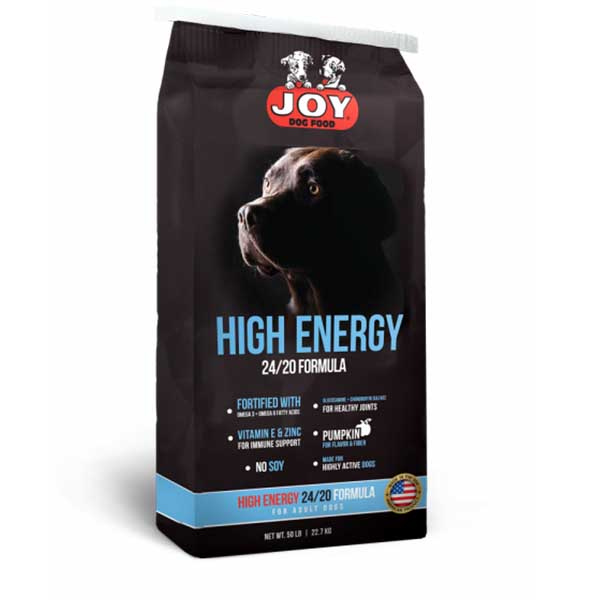 JOY
DOG FOOD
HIGH ENERGY
24/20 FORMULA
• FORTIFIED WITH
OMEGA 3 + OMEGA 6 FATTY ACIDS
• VITAMIN E & ZINC
FOR IMMUNE SUPPORT
• NO SOY
• GLUCOSAMINE + CHONDROITIN SULFATE
FOR HEALTHY JOINTS
• PUMPKIN
FOR FLAVOR & FIBER
• MADE FOR
HIGHLY ACTIVE DOGS
HIGH ENERGY 24/20 FORMULA
FOR ADULT DOGS
NET WT. 50 LB | 22.7 KG